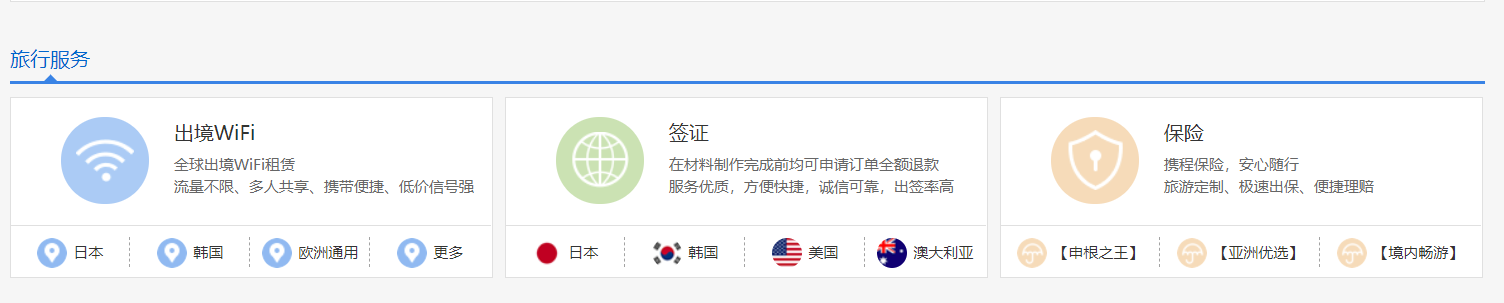 旅行服务
出境WiFi
全球出境WiFi租赁
流量不限、多人共享、携带便捷、低价信号强
日本
韩国
欧洲通用
更多
签证
在材料制作完成前均可申请订单全额退款
服务优质，方便快捷，诚信可靠，出签率高
日本
韩国
美国
澳大利亚
保险
携程保险，安心随行
旅游定制、极速出保、便捷理赔
【申根之王】
【亚洲优选】
【境内畅游】